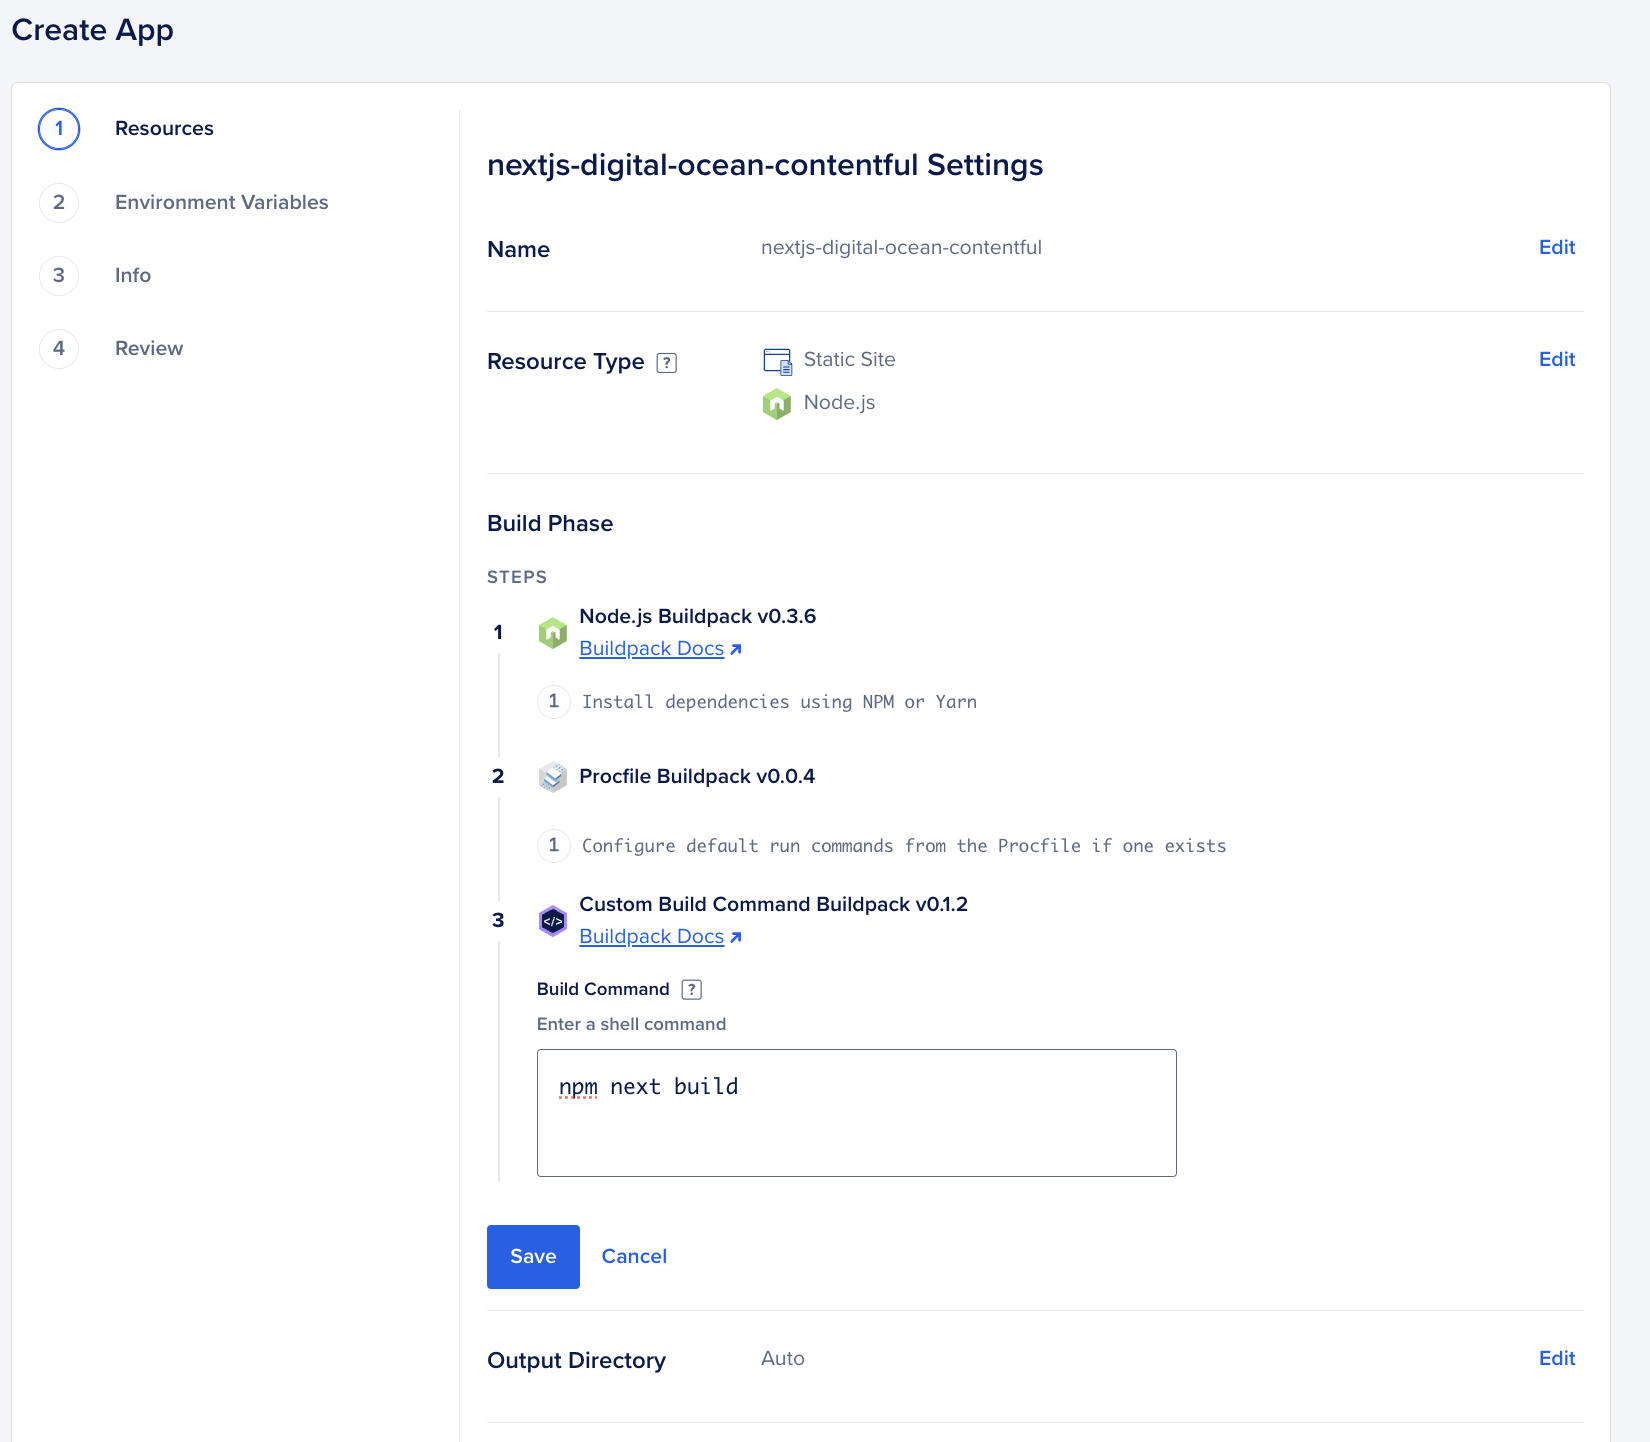 Create App
1 Resources
2 Environment Variables
3 Info
4 Review
nextjs-digital-ocean-contentful Settings
Name nextjs-digital-ocean-contentful Edit
Resource Type ? Static Site Edit
Node.js
Build Phase
STEPS
1 Node.js Buildpack v0.3.6
Buildpack Docs
1 Install dependencies using NPM or Yarn
2 Procfile Buildpack v0.0.4
1 Configure default run commands from the Procfile if one exists
3 </> Custom Build Command Buildpack v0.1.2
Buildpack Docs
Build Command ?
Enter a shell command
npm next build
Save Cancel
Output Directory Auto Edit